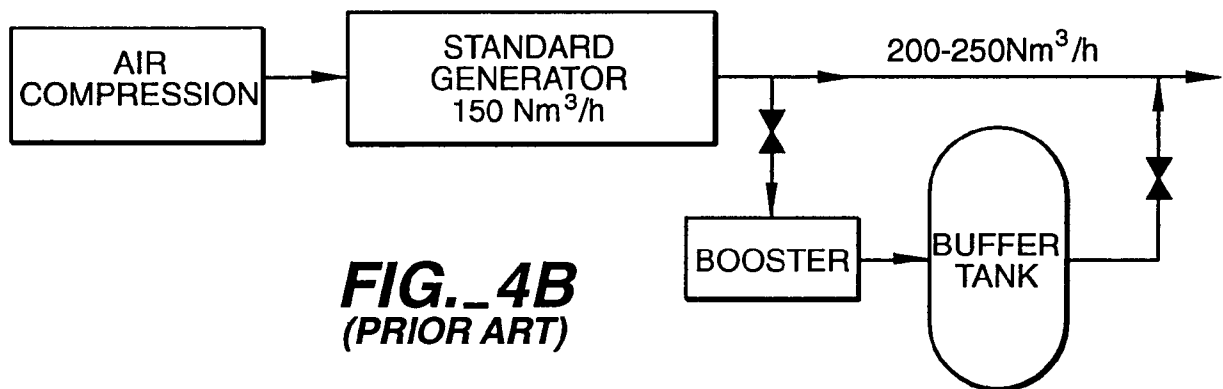 AIR
COMPRESSION
STANDARD
GENERATOR
150 Nm³/h
200-250Nm³/h
BOOSTER
BUFFER
TANK
FIG._4B
(PRIOR ART)